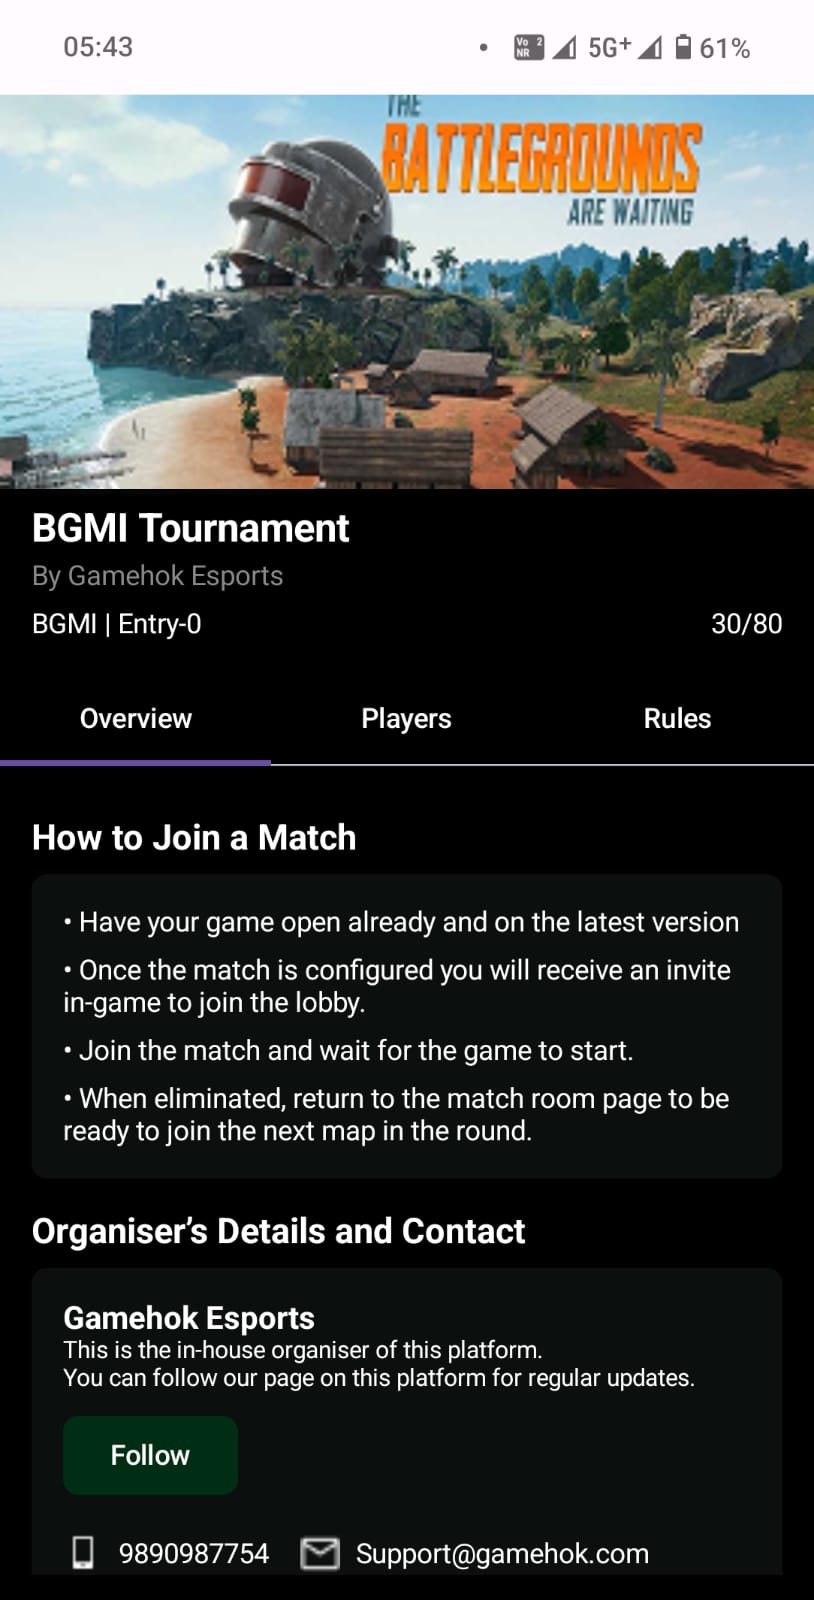 05:43
Vo 2
NR
5G+
61%
THE
BATTLEGROUNDS
ARE WAITING
BGMI Tournament
By Gamehok Esports
BGMI | Entry-0
30/80
Overview
Players
Rules
How to Join a Match
• Have your game open already and on the latest version
• Once the match is configured you will receive an invite
in-game to join the lobby.
• Join the match and wait for the game to start.
• When eliminated, return to the match room page to be
ready to join the next map in the round.
Organiser’s Details and Contact
Gamehok Esports
This is the in-house organiser of this platform.
You can follow our page on this platform for regular updates.
Follow
9890987754
Support@gamehok.com